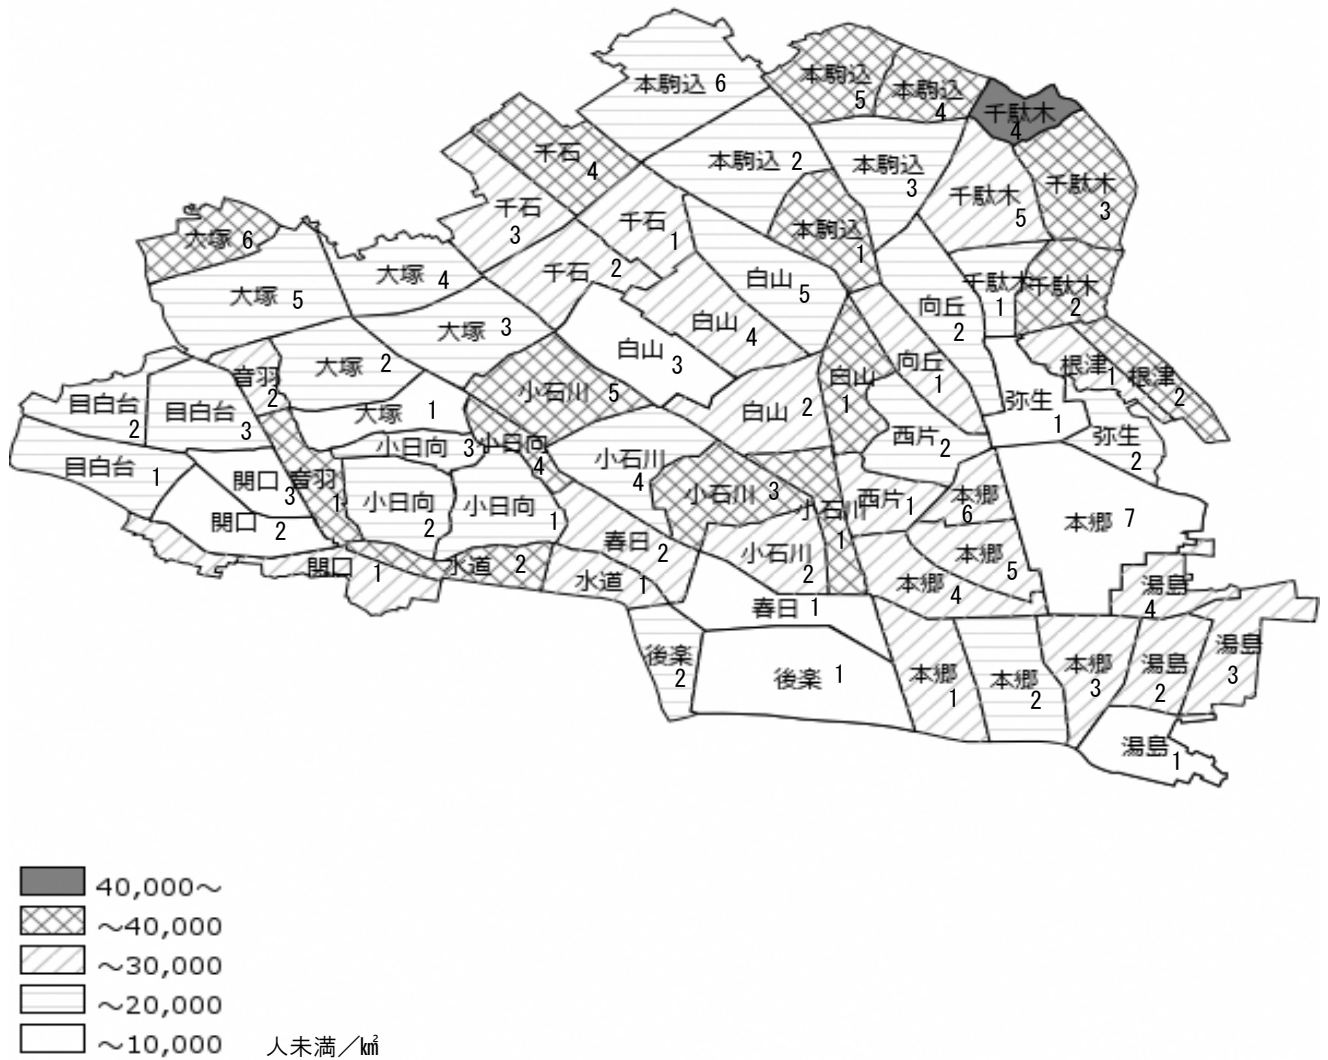 本駒込 6
本駒込 5
本駒込 4
千駄木 4
千石 4
本駒込 2
本駒込 3
千駄木 5
千駄木 3
千石 3
千石 1
本駒込 1
大塚 6
大塚 5
大塚 4
千石 2
白山 5
向丘 2
千駄木 1
千駄木 2
大塚 3
白山 4
白山 3
大塚 2
音羽 2
小石川 5
白山 2
白山 1
向丘 1
根津 1
根津 2
弥生 1
弥生 2
目白台 2
目白台 3
大塚 1
小日向 3
小日向 4
小石川 4
西片 2
目白台 1
関口 3
音羽 1
小日向 2
小日向 1
小石川 3
小石川 1
西片 1
本郷 6
本郷 7
関口 2
春日 2
小石川 2
本郷 5
関口 1
水道 2
水道 1
春日 1
本郷 4
湯島 4
後楽 2
後楽 1
本郷 1
本郷 2
本郷 3
湯島 2
湯島 3
湯島 1
40,000～
～40,000
～30,000
～20,000
～10,000 人未満／㎢